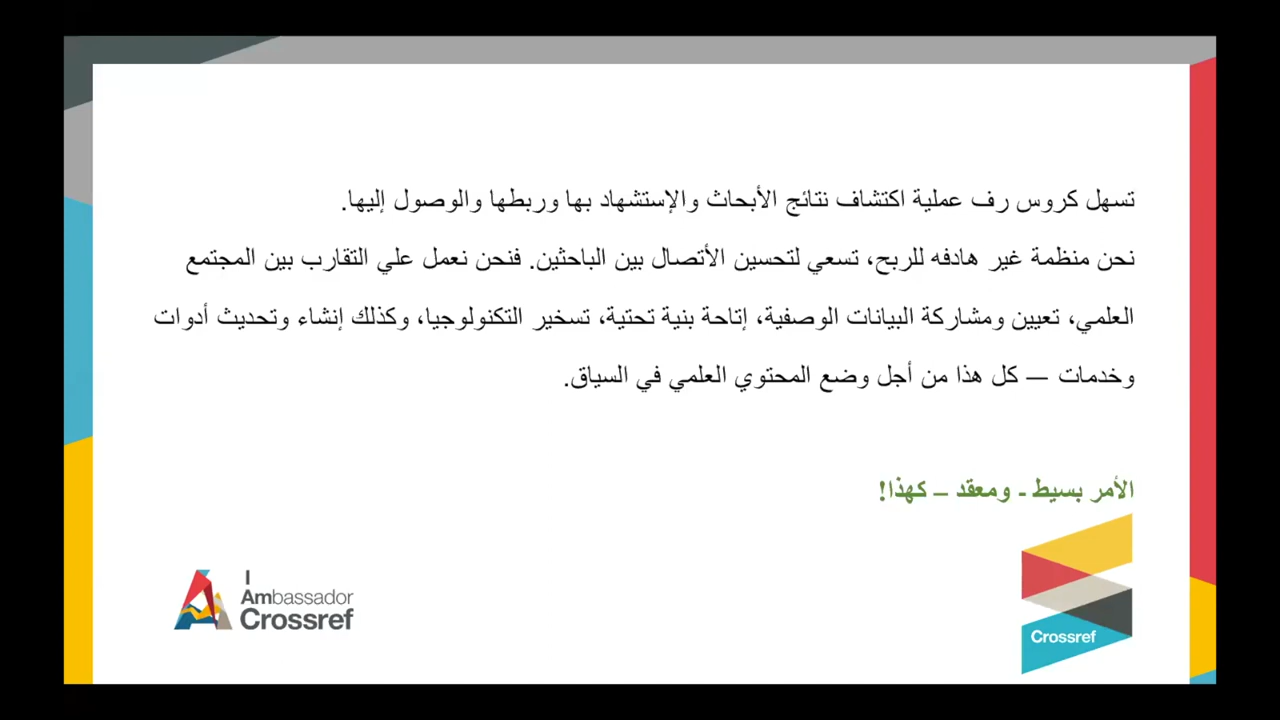 تسهل كروس رف عملية اكتشاف نتائج الأبحاث والإستشهاد بها وربطها والوصول إليها.
نحن منظمة غير هادفه للربح، تسعي لتحسين الأتصال بين الباحثين. فنحن نعمل علي التقارب بين المجتمع
العلمي، تعيين ومشاركة البيانات الوصفية، إتاحة بنية تحتية، تسخير التكنولوجيا، وكذلك إنشاء وتحديث أدوات
وخدمات — كل هذا من أجل وضع المحتوي العلمي في السياق.
الأمر بسيط - ومعقد – كهذا!
I
Ambassador
Crossref
Crossref